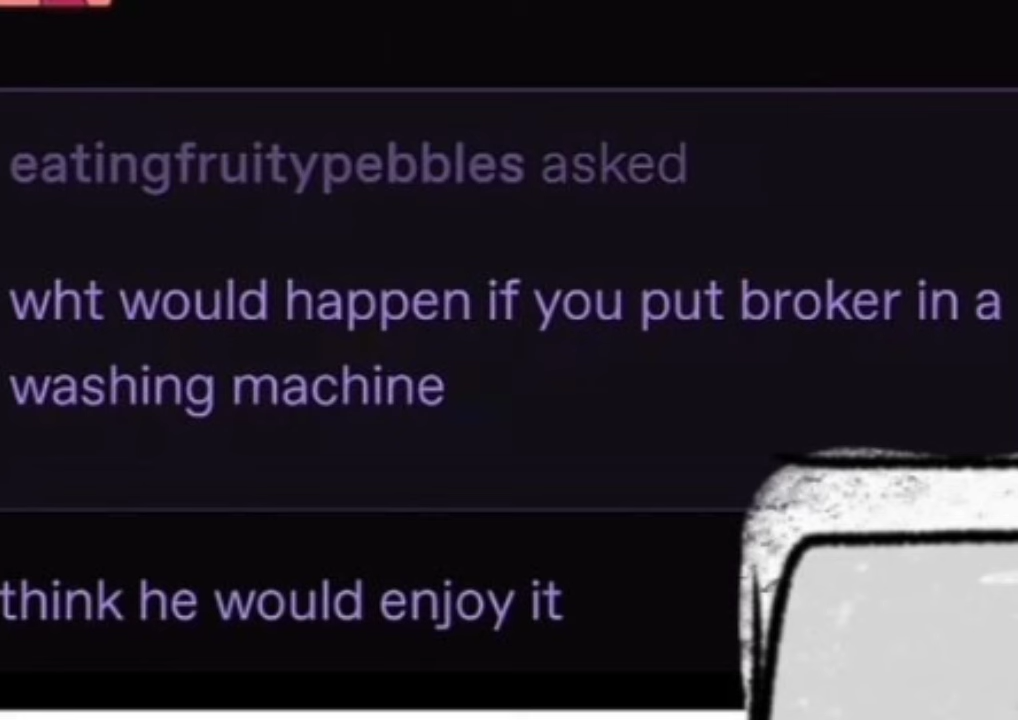 eatingfruitypebbles asked
wht would happen if you put broker in a
washing machine
think he would enjoy it